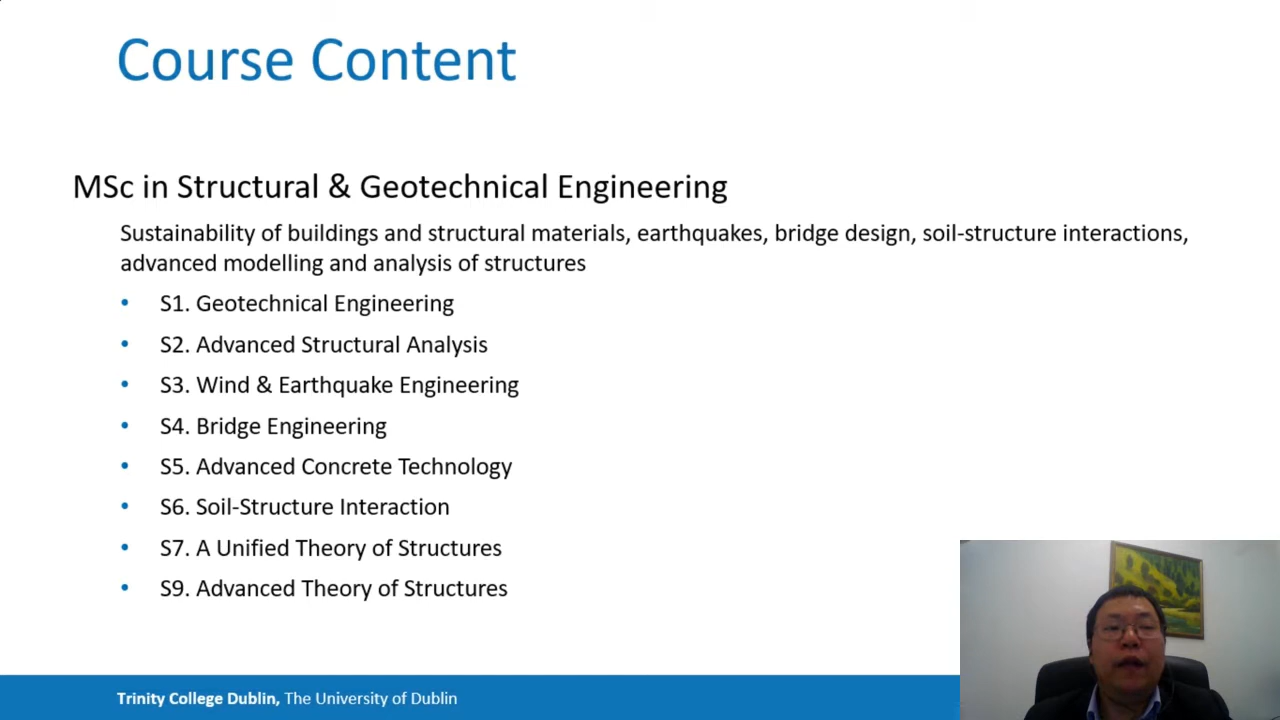 Course Content
MSc in Structural & Geotechnical Engineering
Sustainability of buildings and structural materials, earthquakes, bridge design, soil-structure interactions,
advanced modelling and analysis of structures
• S1. Geotechnical Engineering
• S2. Advanced Structural Analysis
• S3. Wind & Earthquake Engineering
• S4. Bridge Engineering
• S5. Advanced Concrete Technology
• S6. Soil-Structure Interaction
• S7. A Unified Theory of Structures
• S9. Advanced Theory of Structures
Trinity College Dublin, The University of Dublin